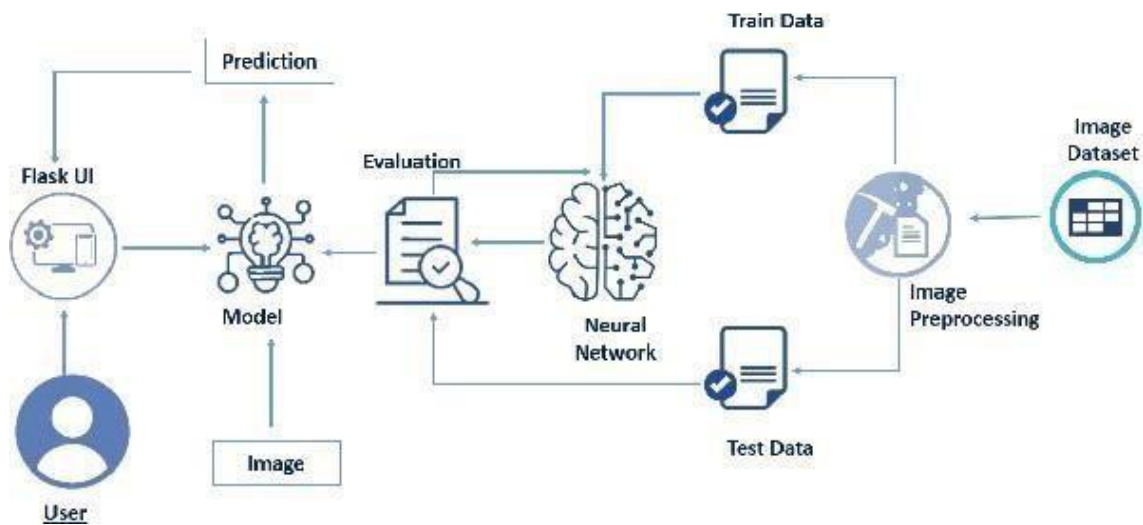 Train Data
Prediction
Image
Dataset
Evaluation
Flask UI
Model
Neural
Network
Image
Preprocessing
Image
Test Data
User